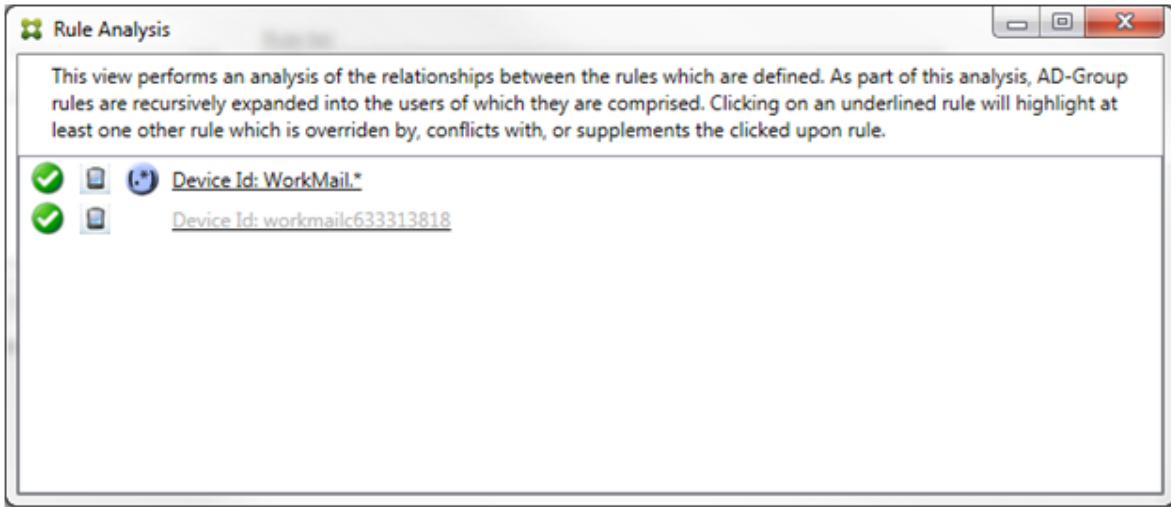 Rule Analysis
This view performs an analysis of the relationships between the rules which are defined. As part of this analysis, AD-Group
rules are recursively expanded into the users of which they are comprised. Clicking on an underlined rule will highlight at
least one other rule which is overriden by, conflicts with, or supplements the clicked upon rule.
(.*) Device Id: WorkMail.*
Device Id: workmailc633313818